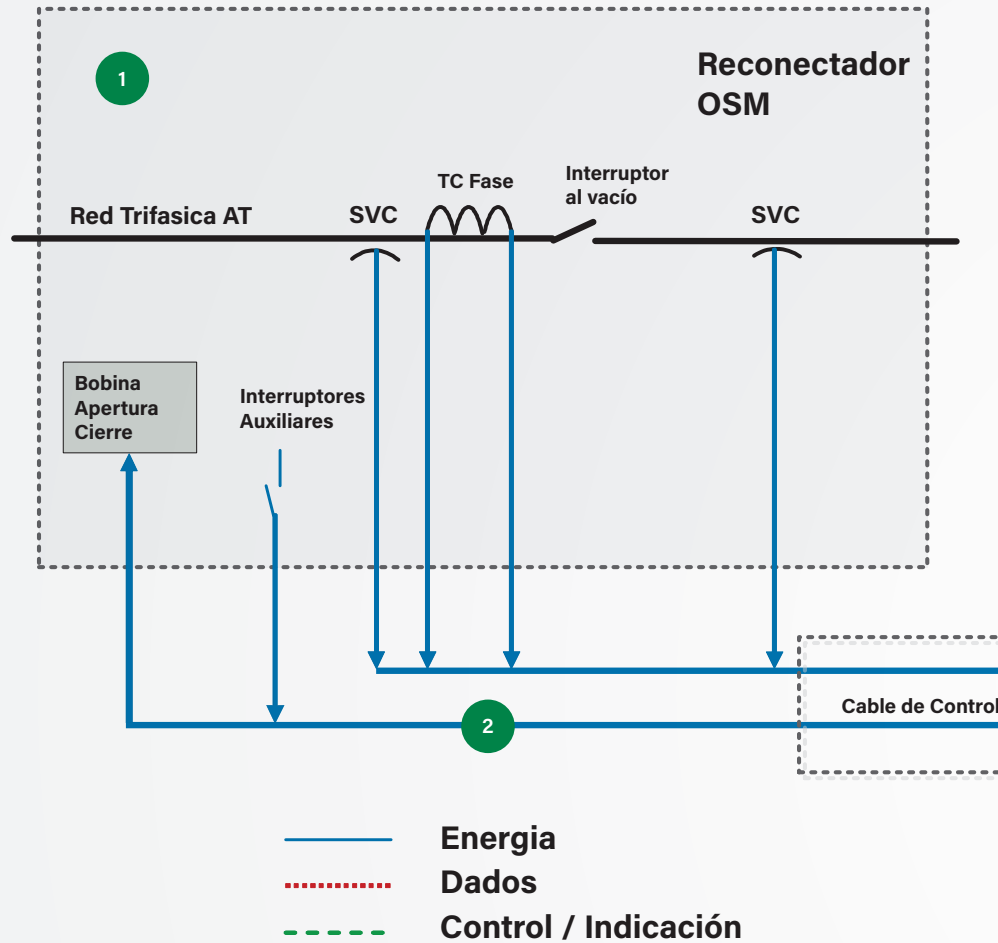 1
Reconectador
OSM
Red Trifasica AT
SVC
TC Fase
Interruptor
al vacío
SVC
Bobina
Apertura
Cierre
Interruptores
Auxiliares
Cable de Control
2
Energia
Dados
Control / Indicación